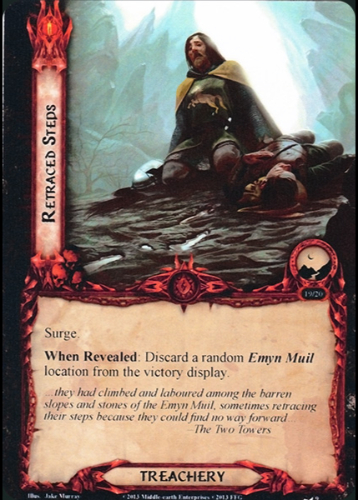 RETRACED STEPS
19/20
Surge.
When Revealed: Discard a random Emyn Muil
location from the victory display.
...they had climbed and laboured among the barren
slopes and stones of the Emyn Muil, sometimes retracing
their steps because they could find no way forward...
The Two Towers
TREACHERY
Illus. Jake Murray
©2013 Middle earth Enterprises ©2013 FFG